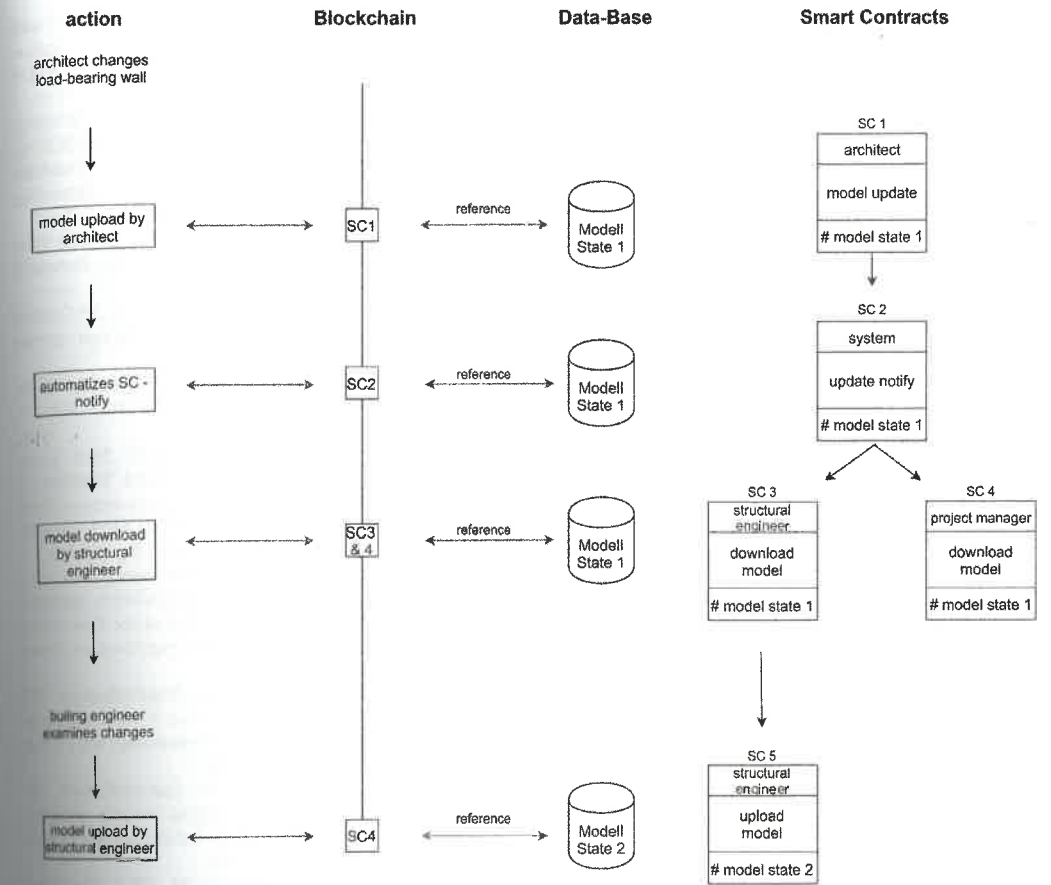 action
Blockchain
Data-Base
Smart Contracts
architect changes
load-bearing wall
SC 1
architect
model update
# model state 1
model upload by
architect
SC1
reference
Modell
State 1
SC 2
system
update notify
# model state 1
automatizes SC -
notify
SC2
reference
Modell
State 1
SC 3
structural
engineer
download
model
# model state 1
SC 4
project manager
download
model
# model state 1
model download
by structural
engineer
SC3
& 4
reference
Modell
State 1
builing engineer
examines changes
SC 5
structural
engineer
upload
model
# model state 2
model upload by
structural engineer
SC4
reference
Modell
State 2